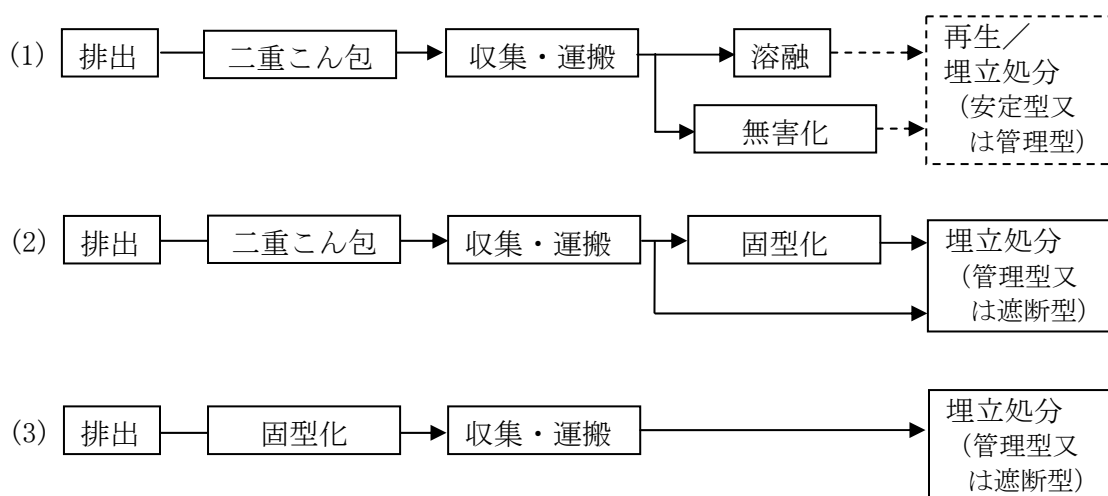 (1) 排出 二重こん包 収集・運搬 溶融 再生／
埋立処分
（安定型又
は管理型）
無害化
(2) 排出 二重こん包 収集・運搬 固型化 埋立処分
（管理型又
は遮断型）
(3) 排出 固型化 収集・運搬 埋立処分
（管理型又
は遮断型）